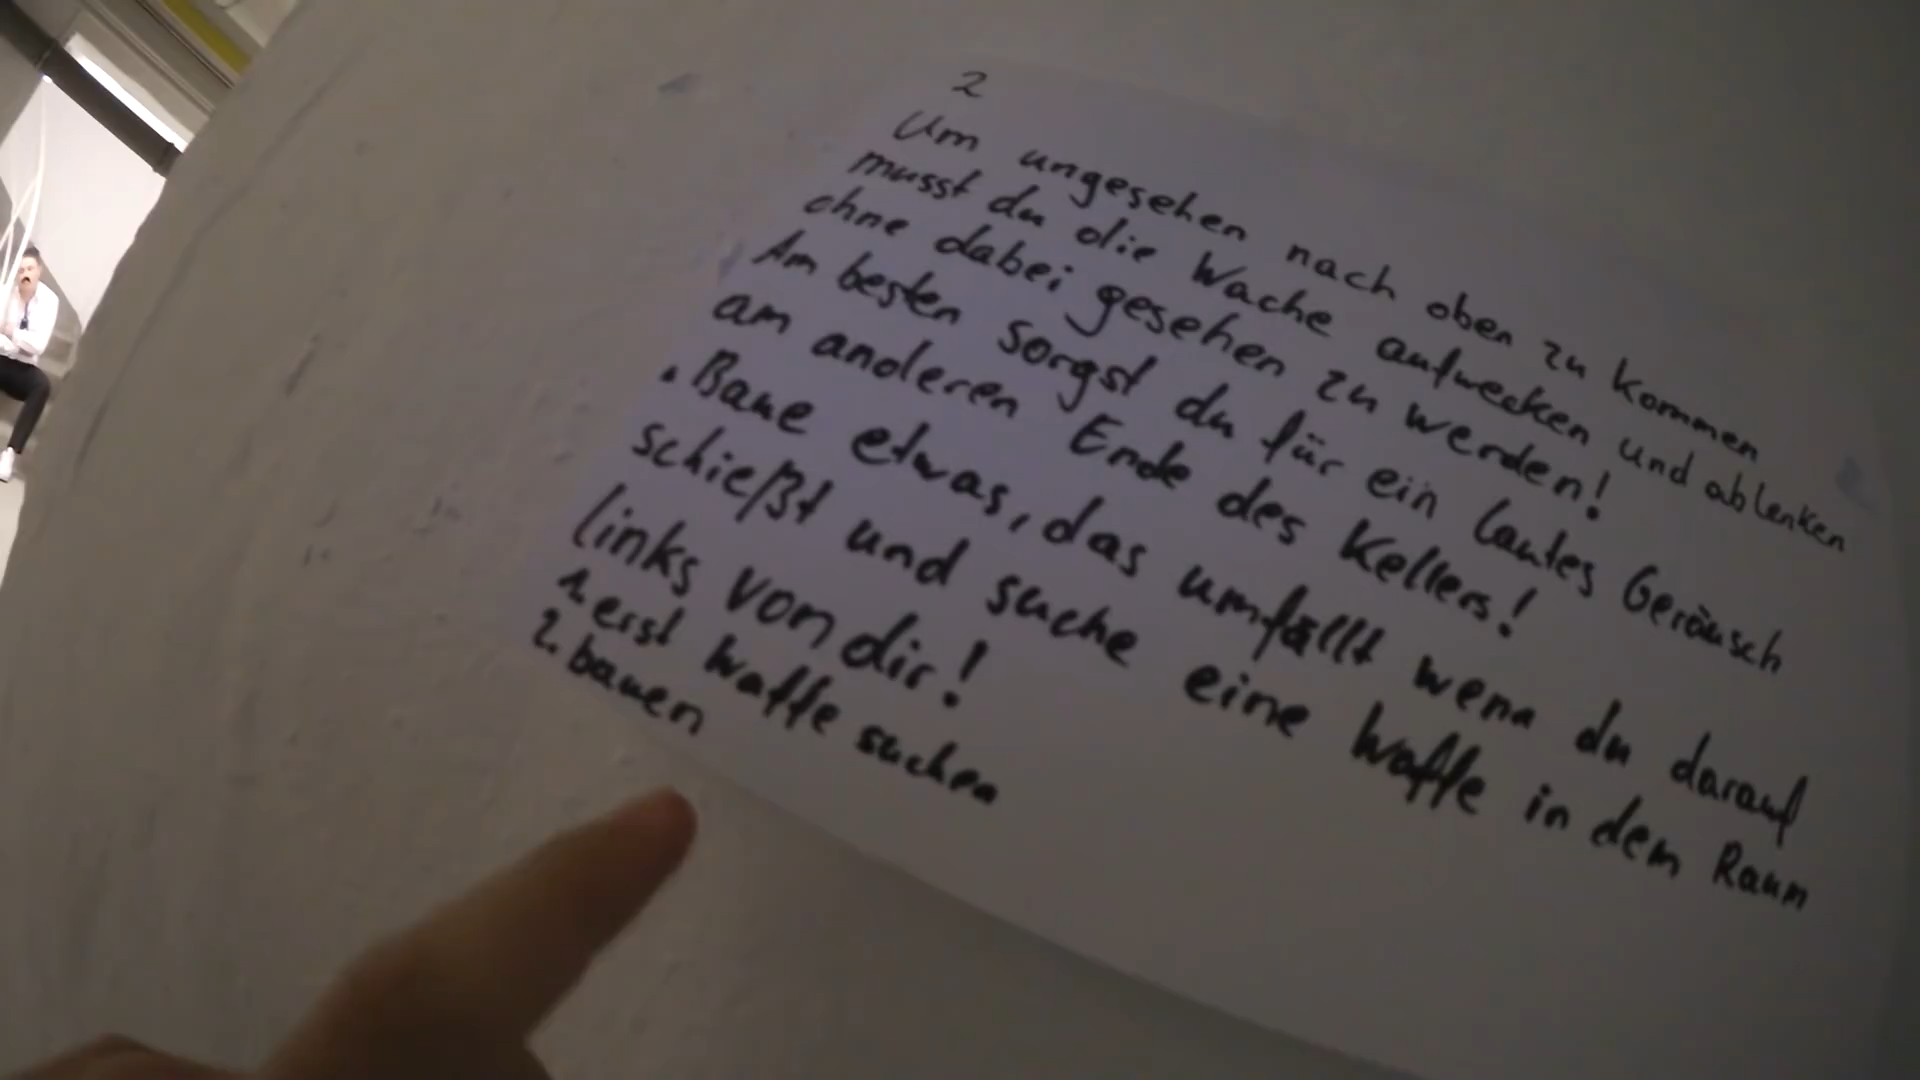 2
Um ungesehen nach oben zu kommen
musst du die Wache aufwecken und ablenken
ohne dabei gesehen zu werden!
Am besten sorgst du für ein lautes Geräusch
am anderen Ende des Kellers!
. Baue etwas, das umfällt wenn du darauf
schießt und suche eine Waffe in dem Raum
links von dir!
1. erst Waffe suchen
2. bauen